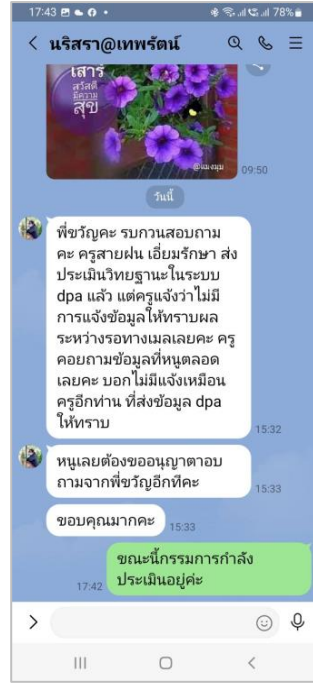 17:43
78%
นริสรา@เทพรัตน์
เสาร์
สวัสดี
มีความ
สุข
@แมงมุม
09:50
วันนี้
พี่ขวัญคะ รบกวนสอบถาม
คะ ครูสายฝน เอี่ยมรักษา ส่ง
ประเมินวิทยฐานะในระบบ
dpa แล้ว แต่ครูแจ้งว่าไม่มี
การแจ้งข้อมูลให้ทราบผล
ระหว่างรอทางเมลเลยคะ ครู
คอยถามข้อมูลที่หนูตลอด
เลยคะ บอกไม่มีแจ้งเหมือน
ครูอีกท่าน ที่ส่งข้อมูล dpa
ให้ทราบ
15:32
หนูเลยต้องขออนุญาตอบ
ถามจากพี่ขวัญอีกทีคะ
15:33
ขอบคุณมากคะ
15:33
ขณะนี้กรรมการกำลัง
ประเมินอยู่ค่ะ
17:42